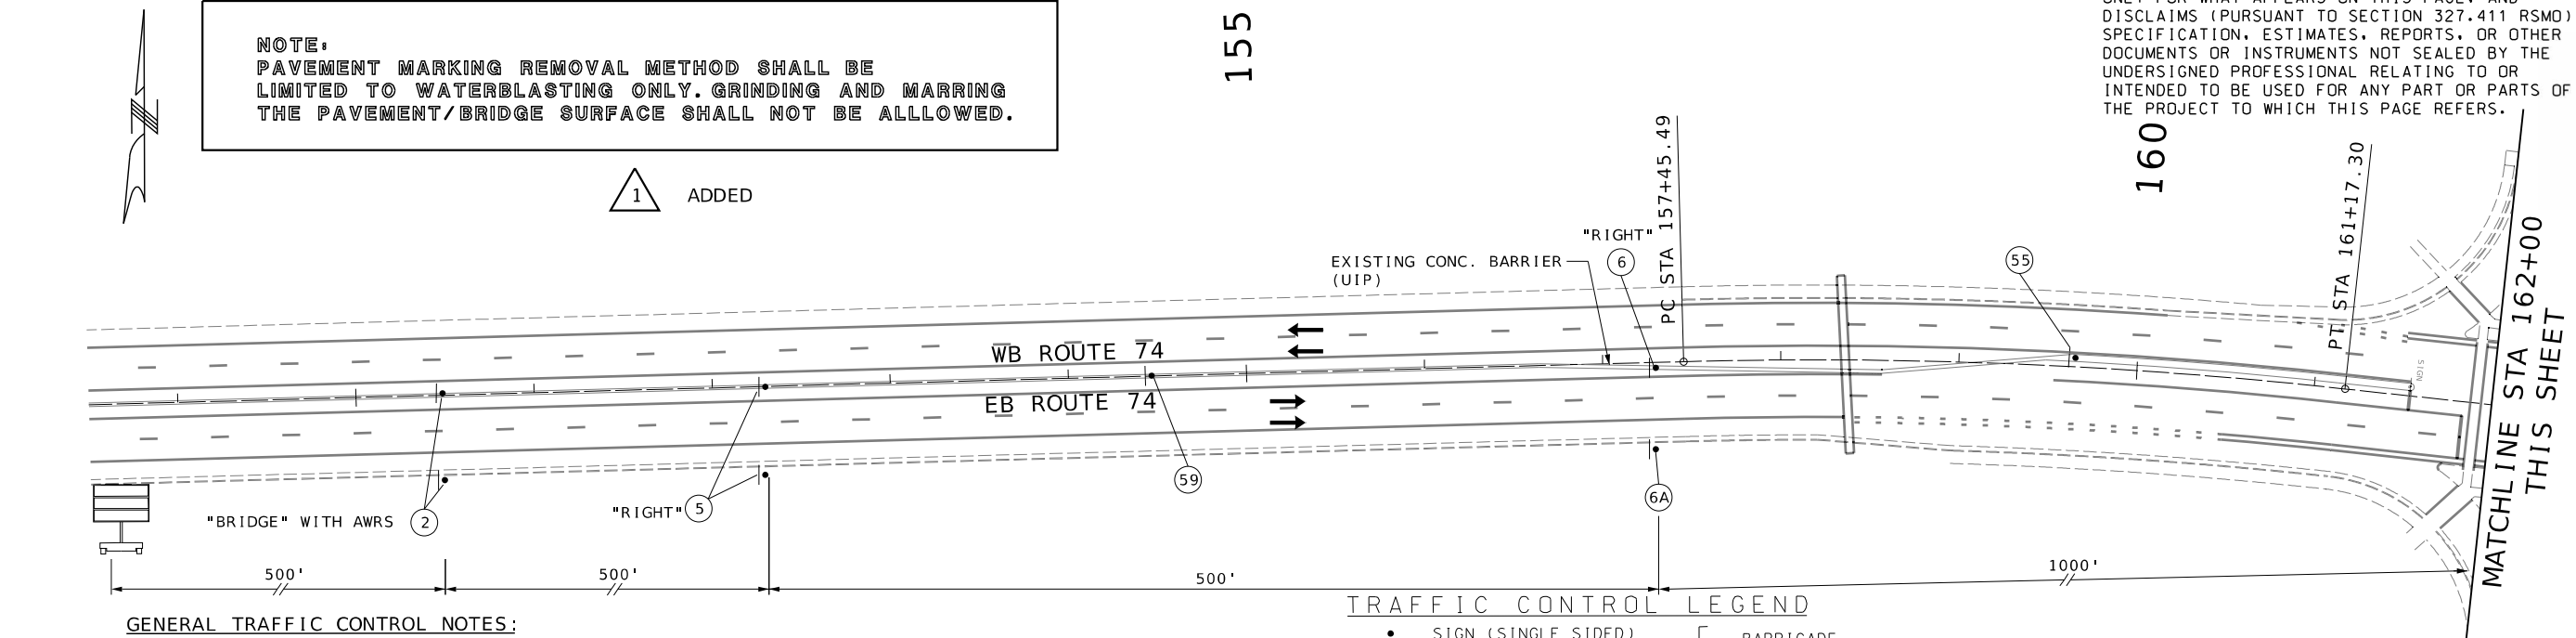 NOTE:
PAVEMENT MARKING REMOVAL METHOD SHALL BE
LIMITED TO WATERBLASTING ONLY. GRINDING AND MARRING
THE PAVEMENT/BRIDGE SURFACE SHALL NOT BE ALLLOWED.
1 ADDED
155
DISCLAIMS (PURSUANT TO SECTION 327.411 RSMO)
SPECIFICATION, ESTIMATES, REPORTS, OR OTHER
DOCUMENTS OR INSTRUMENTS NOT SEALED BY THE
UNDERSIGNED PROFESSIONAL RELATING TO OR
INTENDED TO BE USED FOR ANY PART OR PARTS OF
THE PROJECT TO WHICH THIS PAGE REFERS.
160
PC STA 157+45.49
PT STA 161+17.30
MATCHLINE STA 162+00
THIS SHEET
"RIGHT"
6
EXISTING CONC. BARRIER
(UIP)
55
WB ROUTE 74
EB ROUTE 74
SIGN
59
6A
"RIGHT" 5
"BRIDGE" WITH AWRS 2
500'
500'
500'
1000'
GENERAL TRAFFIC CONTROL NOTES:
TRAFFIC CONTROL LEGEND
SIGN (SINGLE SIDED)
BARRICADE